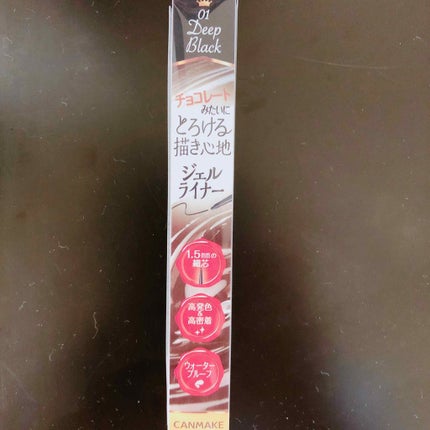 01
Deep
Black
チョコレート
みたいに
とろける
描き心地
ジェル
ライナー
1.5mmの
細芯
高発色
&
高密着
ウォーター
プルーフ
CANMAKE